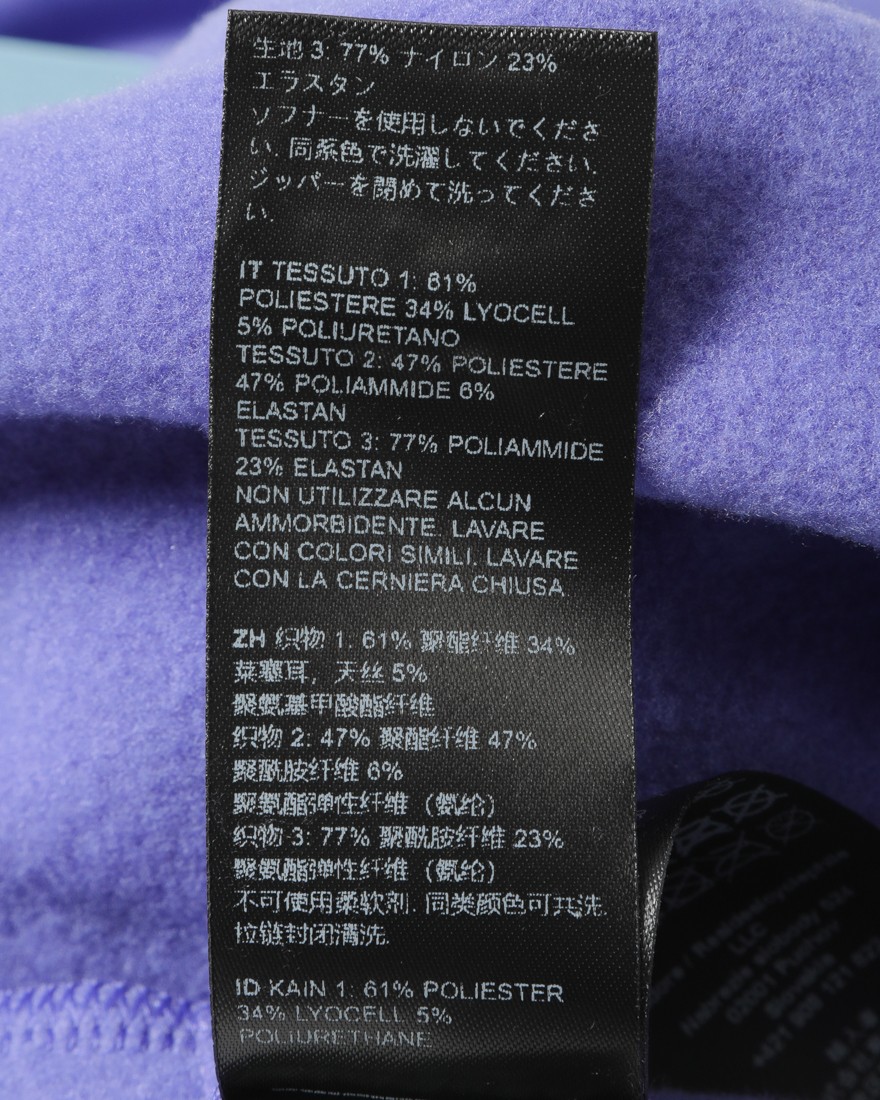 生地 3: 77% ナイロン 23%
エラスタン
ソフナーを使用しないでくださ
い. 同系色で洗濯してください.
ジッパーを閉めて洗ってくださ
い.
IT TESSUTO 1: 61%
POLIESTERE 34% LYOCELL
5% POLIURETANO
TESSUTO 2: 47% POLIESTERE
47% POLIAMMIDE 6%
ELASTAN
TESSUTO 3: 77% POLIAMMIDE
23% ELASTAN
NON UTILIZZARE ALCUN
AMMORBIDENTE. LAVARE
CON COLORI SIMILI. LAVARE
CON LA CERNIERA CHIUSA.
ZH 织物 1: 61% 聚酯纤维 34%
莱塞耳，天丝 5%
聚氨基甲酸酯纤维
织物 2: 47% 聚酯纤维 47%
聚酰胺纤维 6%
聚氨酯弹性纤维（氨纶）
织物 3: 77% 聚酰胺纤维 23%
聚氨酯弹性纤维（氨纶）
不可使用柔软剂. 同类颜色可共洗.
拉链封闭清洗.
ID KAIN 1: 61% POLIESTER
34% LYOCELL 5%
POLIURETHANE
LLC
Slovakia